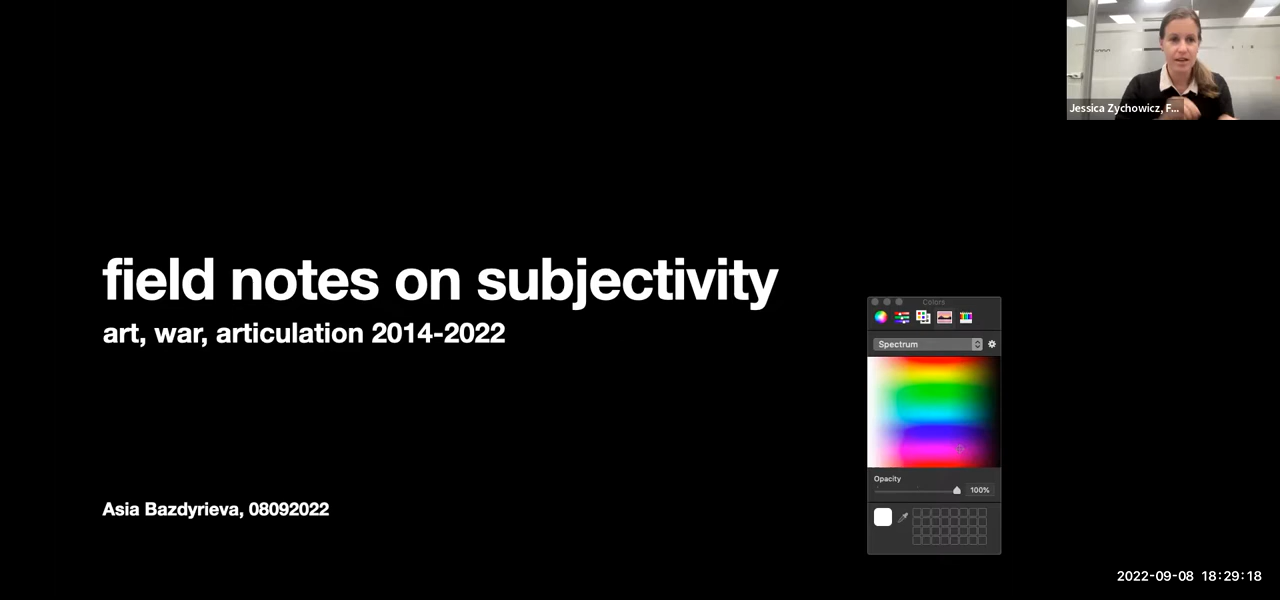 Jessica Zychowicz, F...
field notes on subjectivity
art, war, articulation 2014-2022
Colors
Spectrum
Opacity
100%
Asia Bazdyrieva, 08092022
2022-09-08 18:29:18